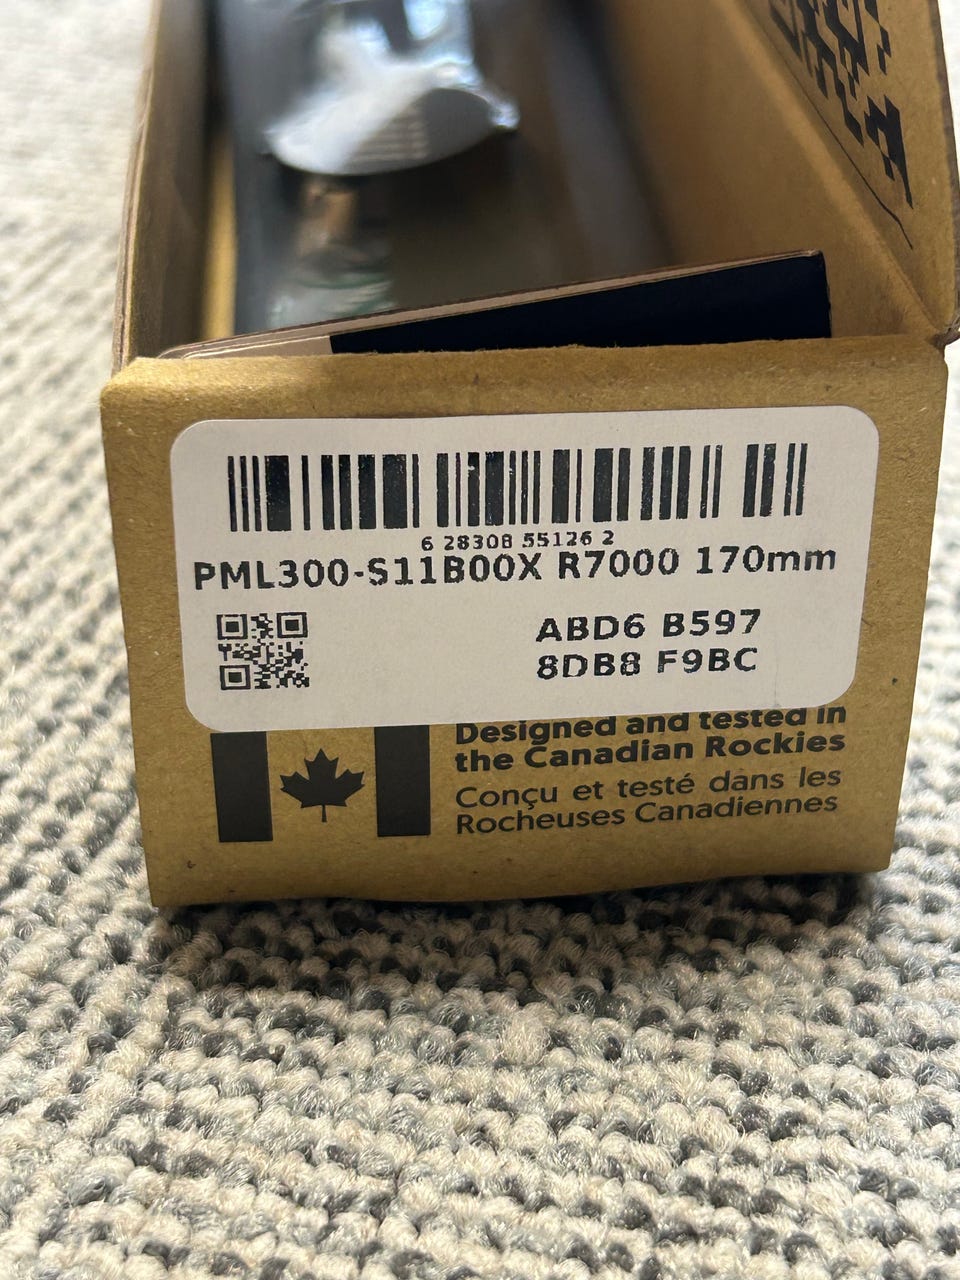 6 28308 55126 2
PML300-S11B00X R7000 170mm
ABD6 B597
8DB8 F9BC
Designed and tested in
the Canadian Rockies
Conçu et testé dans les
Rocheuses Canadiennes